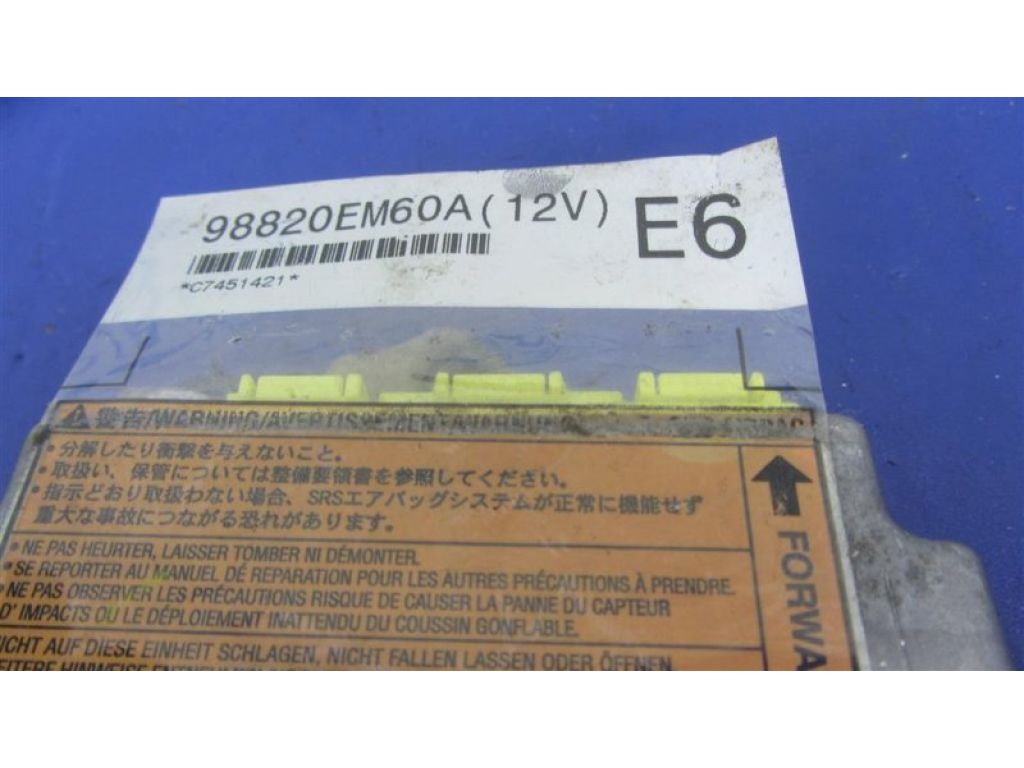 98820EM60A(12V) E6
*C7451421*
警告/WARNING/AVERTISSEMENT/WARNUNG
・分解したり衝撃を与えないこと。
・取扱い、保管については整備要領書を参照してください。
・指示どおり取扱わない場合、SRSエアバッグシステムが正常に機能せず
重大な事故につながる恐れがあります。
• NE PAS HEURTER, LAISSER TOMBER NI DÉMONTER.
• SE REPORTER AU MANUEL DÉ REPARATION POUR LES AUTRES PRÉCAUTIONS À PRENDRE.
• NE PAS OBSERVER LES PRÉCAUTIONS RISQUE DE CAUSER LA PANNE DU CAPTEUR
D' IMPACTS OU LE DÉPLOIEMENT INATTENDU DU COUSSIN GONFLABLE.
NICHT AUF DIESE EINHEIT SCHLAGEN, NICHT FALLEN LASSEN ODER ÖFFNEN.
HINWEISE
FORWA